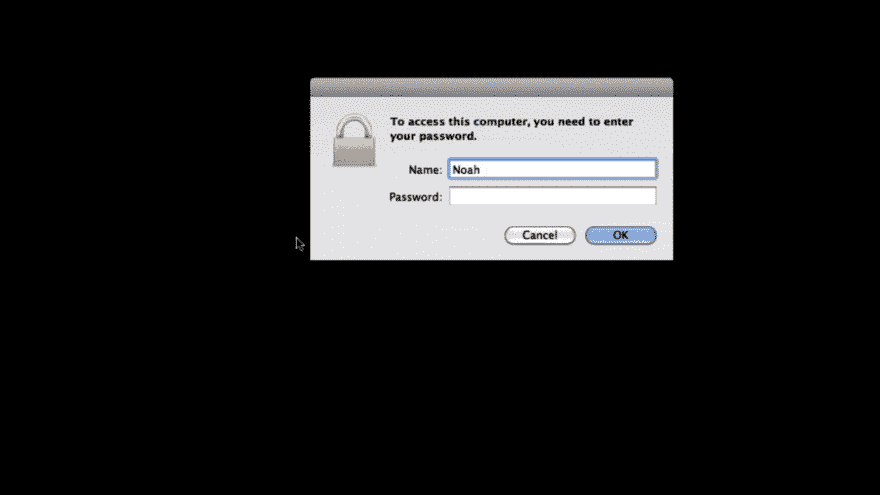 To access this computer, you need to enter
your password.
Name: Noah
Password:
Cancel OK